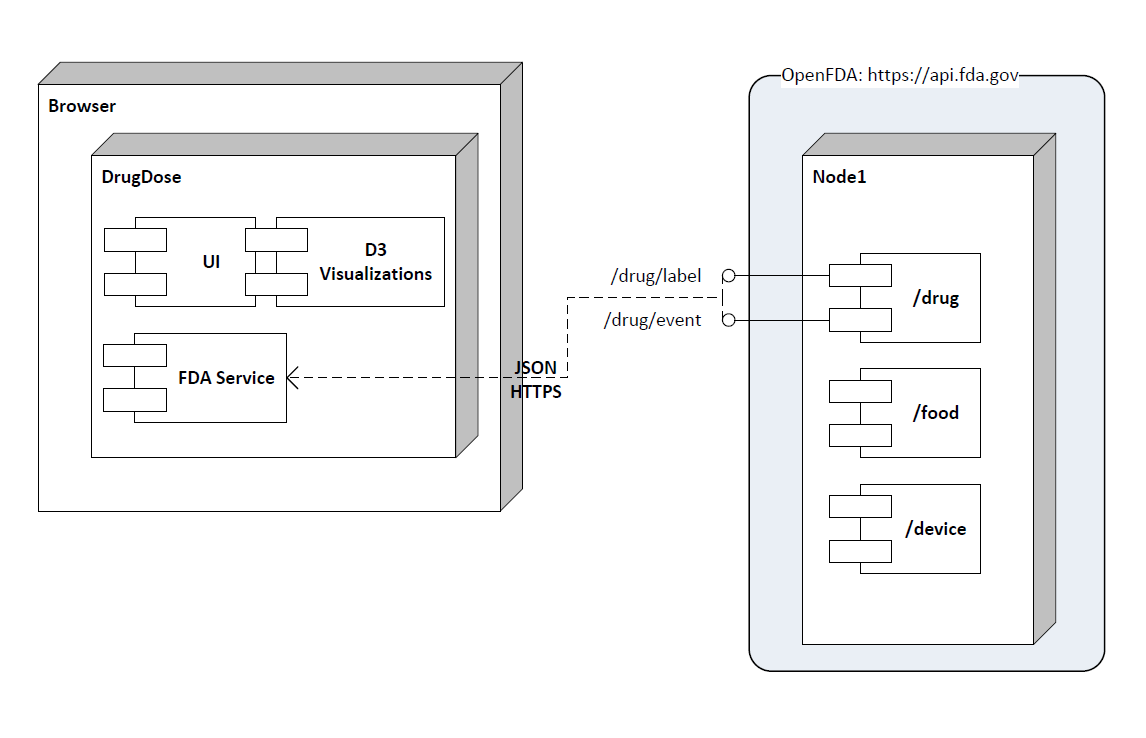 OpenFDA: https://api.fda.gov
Browser
DrugDose
Node1
UI
D3
Visualizations
/drug/label
/drug
/drug/event
FDA Service
JSON
HTTPS
/food
/device